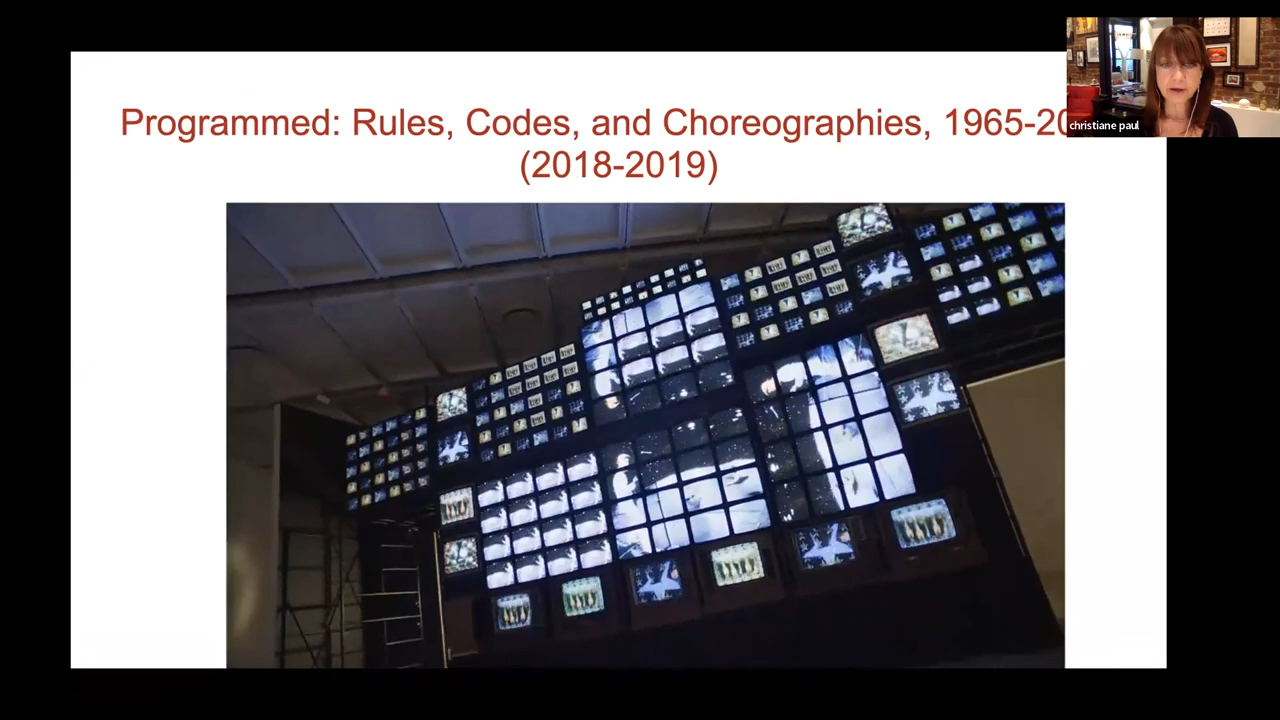 Programmed: Rules, Codes, and Choreographies, 1965-20
(2018-2019)
christiane paul